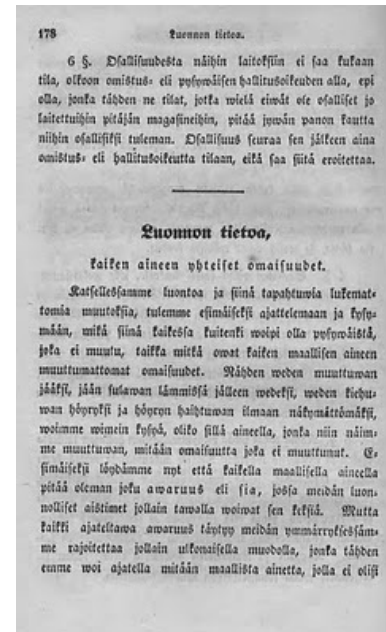 178 Luonnon tietoa.
6 §. Osallisuudesta näihin laitoksiin ei saa kukaan
tila, olkoon omistus- eli pysywäisen hallitusoikeuden alla, epi
olla, jonka tähden ne tilat, jotka wielä eiwät ole osalliset jo
laitettuihin pitäjän magasineihin, pitää jywän panon kautta
niihin osallisiksi tuleman. Osallisuus seuraa sen jälkeen aina
omistus- eli hallitusoikeutta tilaan, eikä saa siitä eroitettaa.
Luonnon tietoa,
kaiken aineen yhteiset omaisuudet.
Katsellessamme luontoa ja siinä tapahtuwia lukemat-
tomia muutoksia, tulemme esimäiseksi ajattelemaan ja kysy-
mään, mikä siinä kaikessa kuitenki woipi olla pysywäistä,
joka ei muutu, taikka mitkä owat kaiken maallisen aineen
muuttumattomat omaisuudet. Nähden weden muuttuwan
jääksi, jään sulawan lämmissä jälleen wedeksi, weden kiehu-
wan höyryksi ja höyryn haihtuwan ilmaan näkymättömäksi,
woimme wimein kysyä, oliko sillä aineella, jonka niin näim-
me muuttuwan, mitään omaisuutta joka ei muuttunut. E-
simäiseksi löydämme nyt että kaikella maallisella aineella
pitää oleman joku awaruus eli sia, jossa meidän luon-
nolliset aistimet jollain tawalla woiwat sen keksiä. Mutta
kaikki ajateltawa awaruus täytyy meidän ymmärryksessäm-
me rajoitettaa jollain ulkonaisella muodolla, jonka tähden
emme woi ajatella mitään maallista ainetta, jolla ei olisi